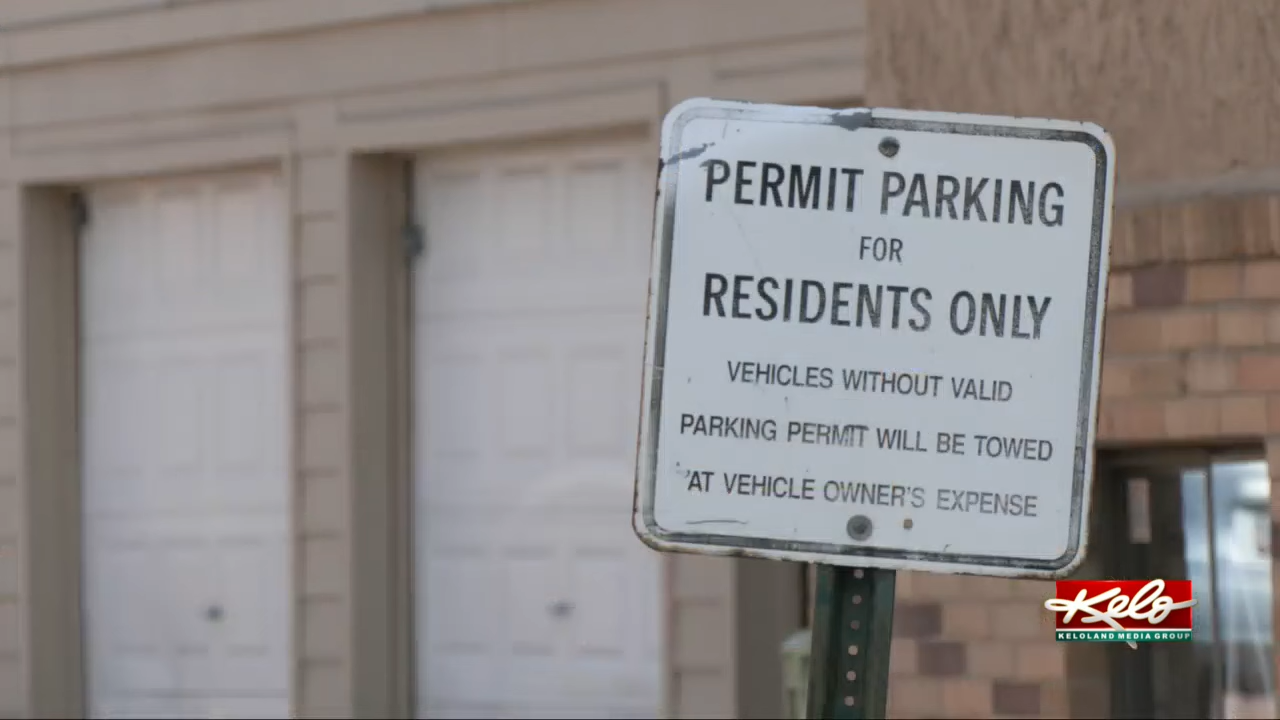 PERMIT PARKING
FOR
RESIDENTS ONLY
VEHICLES WITHOUT VALID
PARKING PERMIT WILL BE TOWED
AT VEHICLE OWNER'S EXPENSE
Kelo
KELOLAND MEDIA GROUP